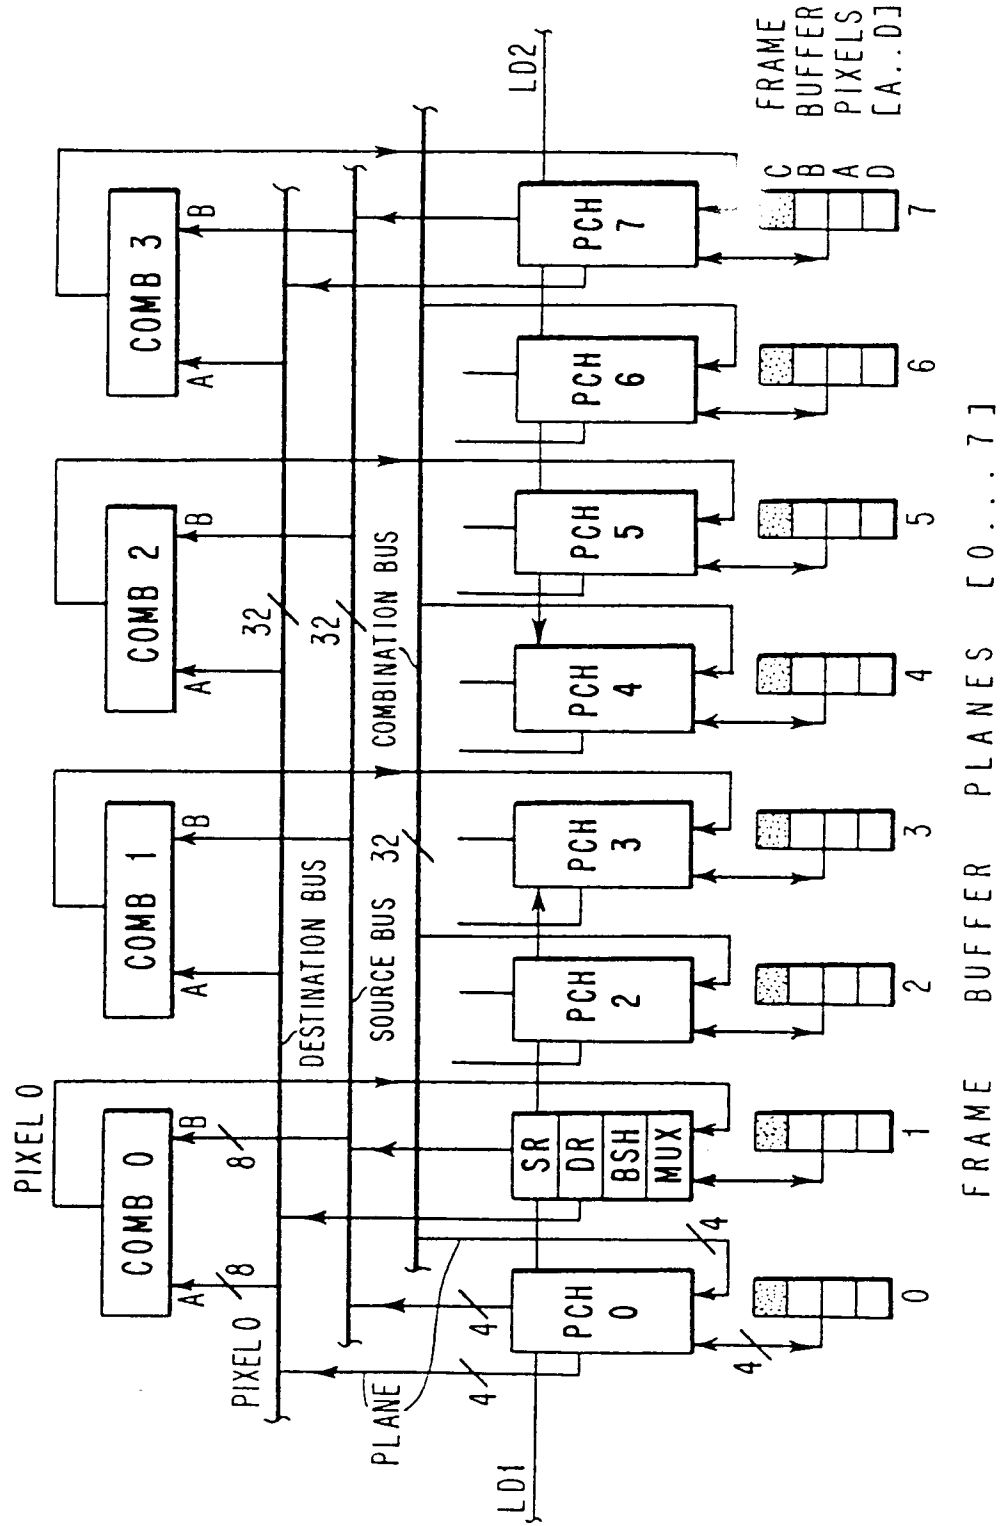 PIXEL 0
COMB 0
COMB 1
COMB 2
COMB 3
A
B
A
B
A
B
A
B
8
8
PIXEL 0
32
32
DESTINATION BUS
SOURCE BUS
32
COMBINATION BUS
PLANE
4
4
4
LD1
LD2
PCH
0
SR
DR
BSH
MUX
PCH
2
PCH
3
PCH
4
PCH
5
PCH
6
PCH
7
4
C
B
A
D
FRAME
BUFFER
PIXELS
[A..D]
0
1
2
3
4
5
6
7
FRAME BUFFER PLANES [0...7]